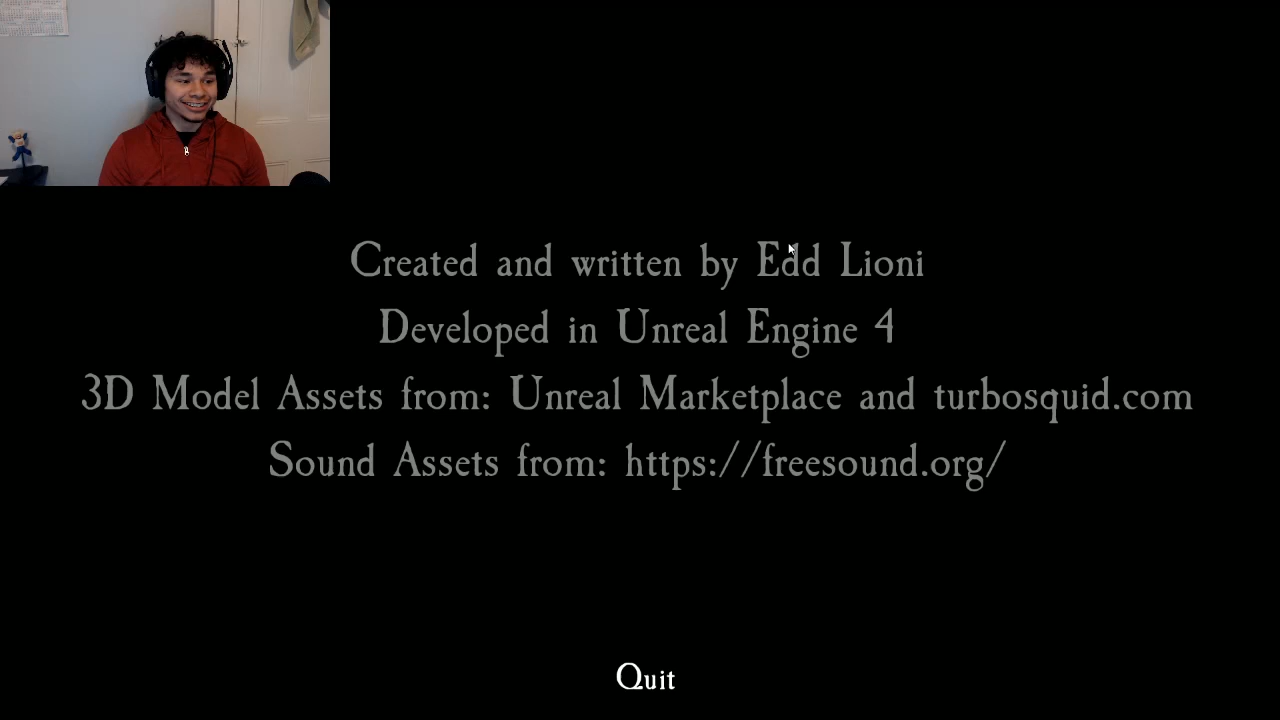 Created and written by Edd Lioni
Developed in Unreal Engine 4
3D Model Assets from: Unreal Marketplace and turbosquid.com
Sound Assets from: https://freesound.org/
Quit